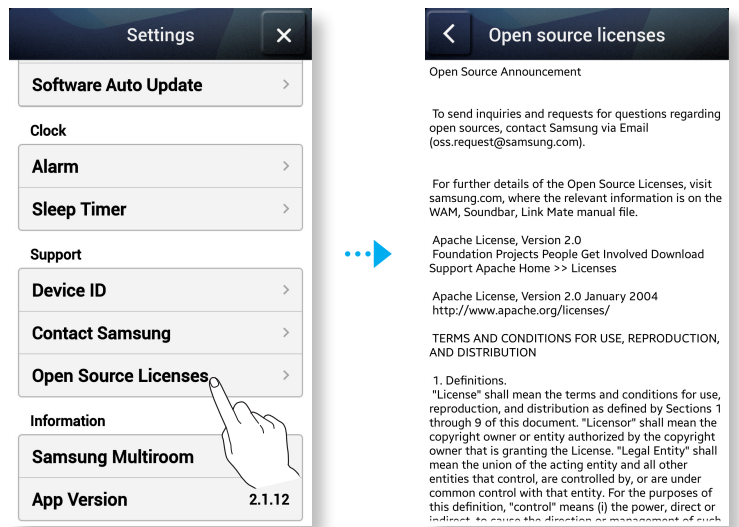 Settings
Software Auto Update
Clock
Alarm
Sleep Timer
Support
Device ID
Contact Samsung
Open Source Licenses
Information
Samsung Multiroom
App Version 2.1.12
Open source licenses
Open Source Announcement
To send inquiries and requests for questions regarding
open sources, contact Samsung via Email
(oss.request@samsung.com).
For further details of the Open Source Licenses, visit
samsung.com, where the relevant information is on the
WAM, Soundbar, Link Mate manual file.
Apache License, Version 2.0
Foundation Projects People Get Involved Download
Support Apache Home >> Licenses
Apache License, Version 2.0 January 2004
http://www.apache.org/licenses/
TERMS AND CONDITIONS FOR USE, REPRODUCTION,
AND DISTRIBUTION
1. Definitions.
"License" shall mean the terms and conditions for use,
reproduction, and distribution as defined by Sections 1
through 9 of this document. "Licensor" shall mean the
copyright owner or entity authorized by the copyright
owner that is granting the License. "Legal Entity" shall
mean the union of the acting entity and all other
entities that control, are controlled by, or are under
common control with that entity. For the purposes of
this definition, "control" means (i) the power, direct or
indirect, to cause the direction or management of such